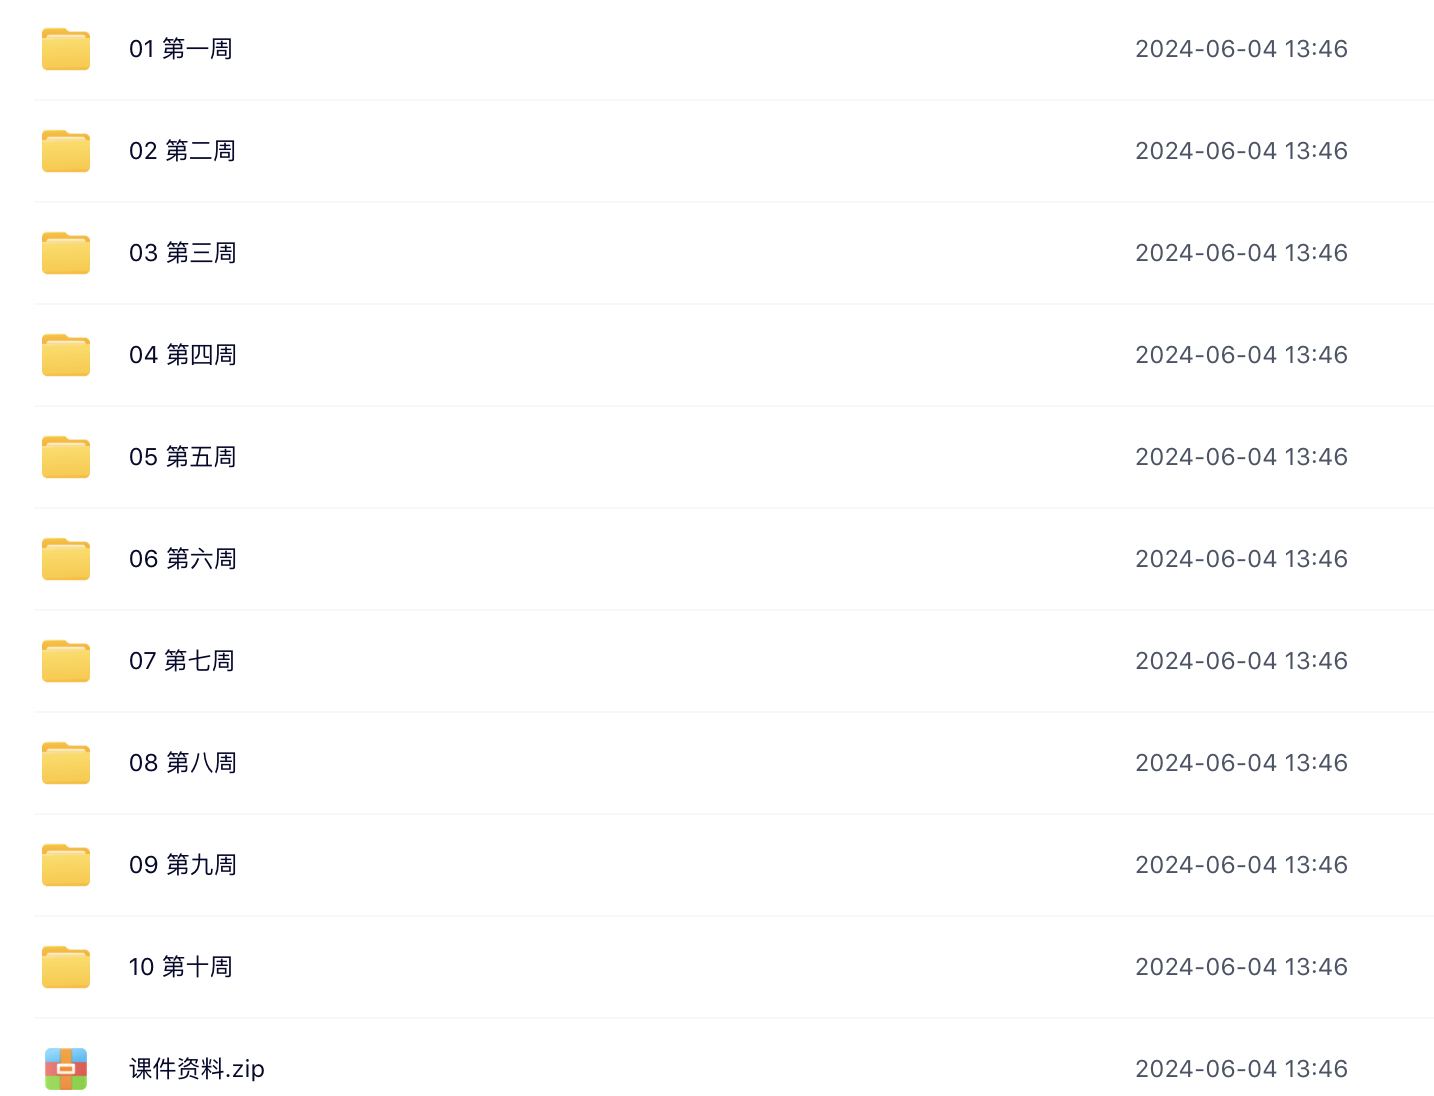 01 第一周 2024-06-04 13:46
02 第二周 2024-06-04 13:46
03 第三周 2024-06-04 13:46
04 第四周 2024-06-04 13:46
05 第五周 2024-06-04 13:46
06 第六周 2024-06-04 13:46
07 第七周 2024-06-04 13:46
08 第八周 2024-06-04 13:46
09 第九周 2024-06-04 13:46
10 第十周 2024-06-04 13:46
课件资料.zip 2024-06-04 13:46